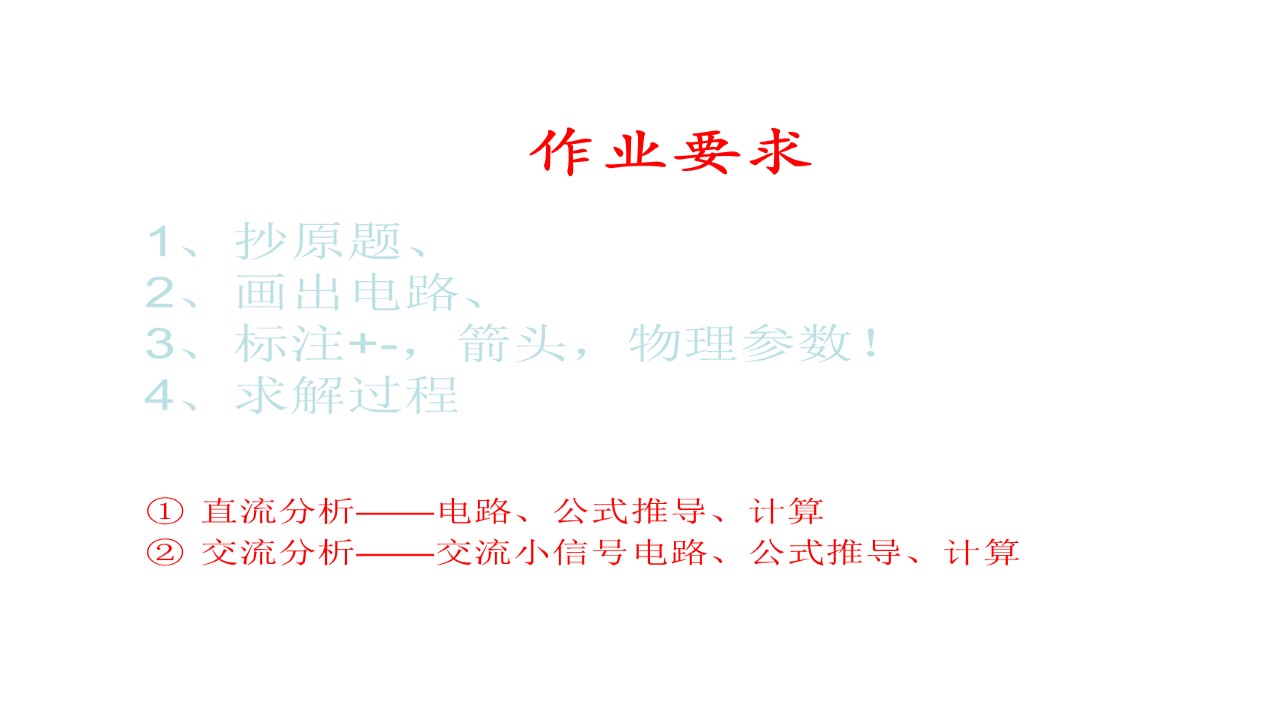 作业要求
1、抄原题、
2、画出电路、
3、标注+-，箭头，物理参数！
4、求解过程
① 直流分析——电路、公式推导、计算
② 交流分析——交流小信号电路、公式推导、计算